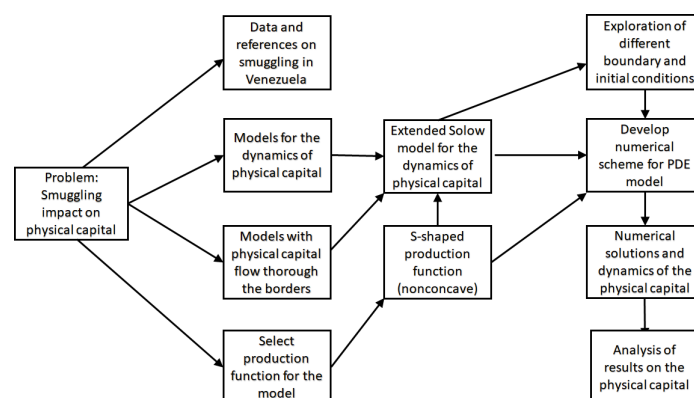 Data and
references on
smuggling in
Venezuela
Models for the
dynamics of
physical capital
Problem:
Smuggling
impact on
physical capital
Models with
physical capital
flow thorough
the borders
Select
production
function for the
model
Extended Solow
model for the
dynamics of
physical capital
S-shaped
production
function
(nonconcave)
Exploration of
different
boundary and
initial conditions
Develop
numerical
scheme for PDE
model
Numerical
solutions and
dynamics of the
physical capital
Analysis of
results on the
physical capital